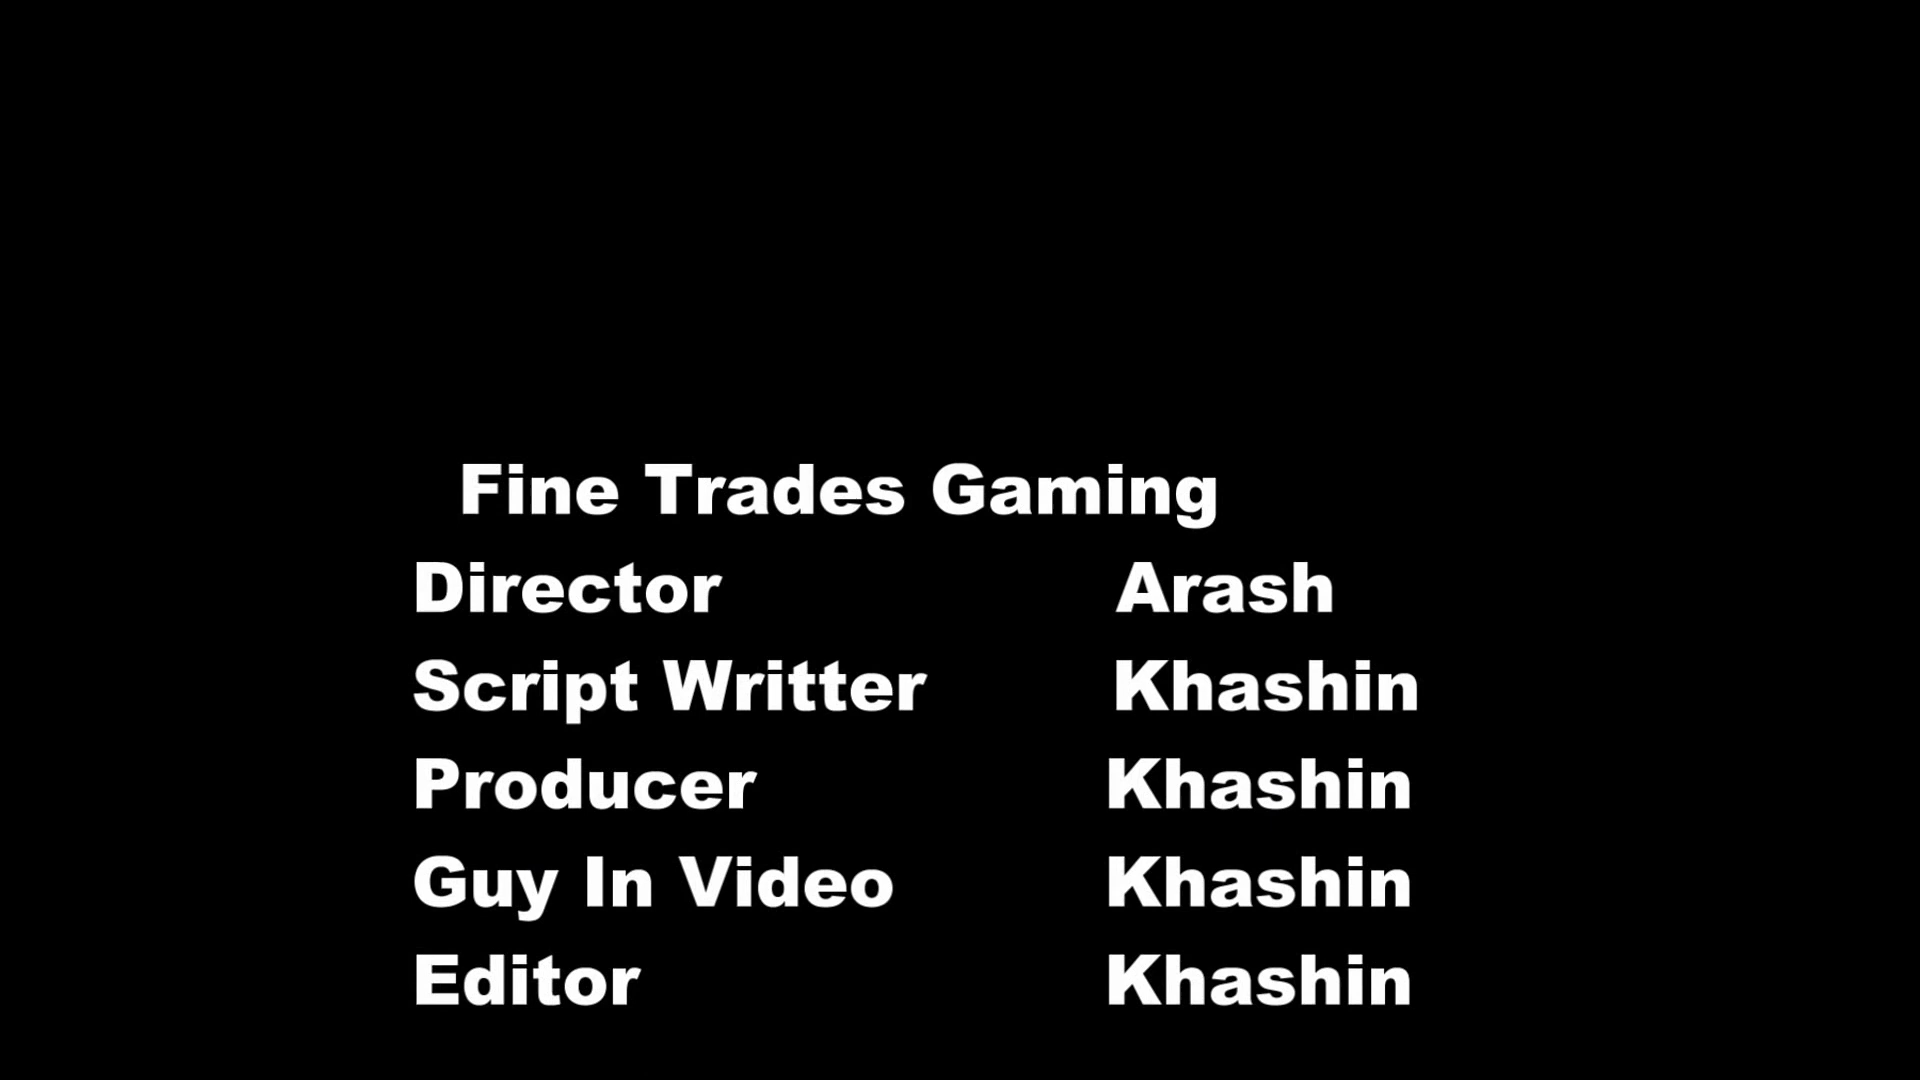 Fine Trades Gaming
Director Arash
Script Writter Khashin
Producer Khashin
Guy In Video Khashin
Editor Khashin